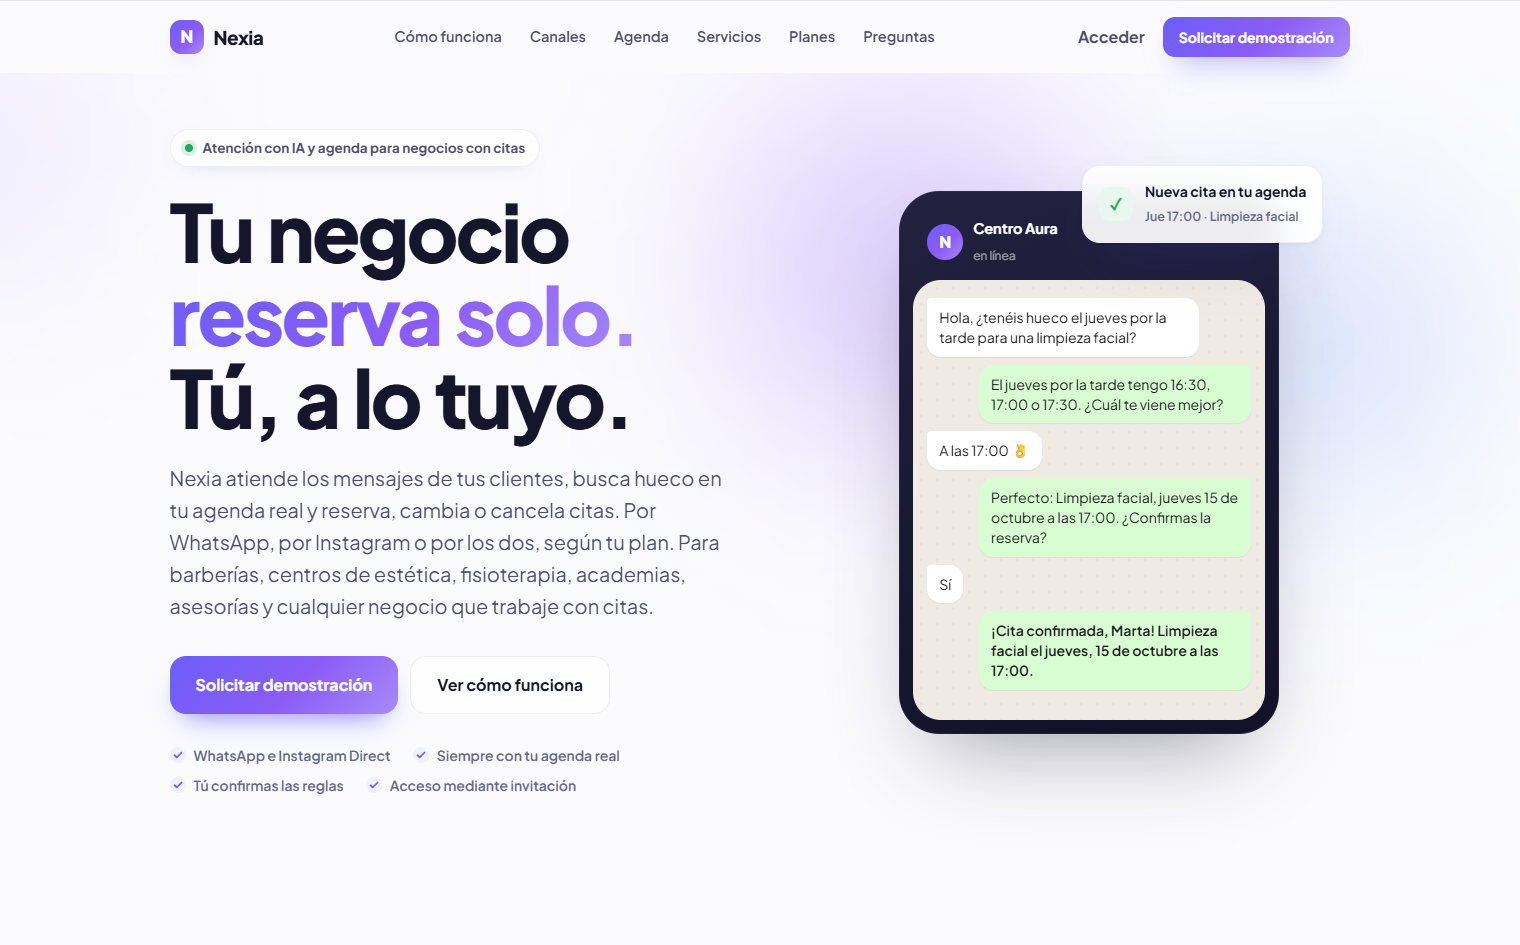 N Nexia
Cómo funciona Canales Agenda Servicios Planes Preguntas
Acceder Solicitar demostración
Atención con IA y agenda para negocios con citas
Tu negocio
reserva solo.
Tú, a lo tuyo.
Nexia atiende los mensajes de tus clientes, busca hueco en
tu agenda real y reserva, cambia o cancela citas. Por
WhatsApp, por Instagram o por los dos, según tu plan. Para
barberías, centros de estética, fisioterapia, academias,
asesorías y cualquier negocio que trabaje con citas.
Solicitar demostración Ver cómo funciona
WhatsApp e Instagram Direct Siempre con tu agenda real
Tú confirmas las reglas Acceso mediante invitación
Nueva cita en tu agenda
Jue 17:00 · Limpieza facial
N Centro Aura
en línea
Hola, ¿tenéis hueco el jueves por la
tarde para una limpieza facial?
El jueves por la tarde tengo 16:30,
17:00 o 17:30. ¿Cuál te viene mejor?
A las 17:00 👌
Perfecto: Limpieza facial, jueves 15 de
octubre a las 17:00. ¿Confirmas la
reserva?
Sí
¡Cita confirmada, Marta! Limpieza
facial el jueves, 15 de octubre a las
17:00.